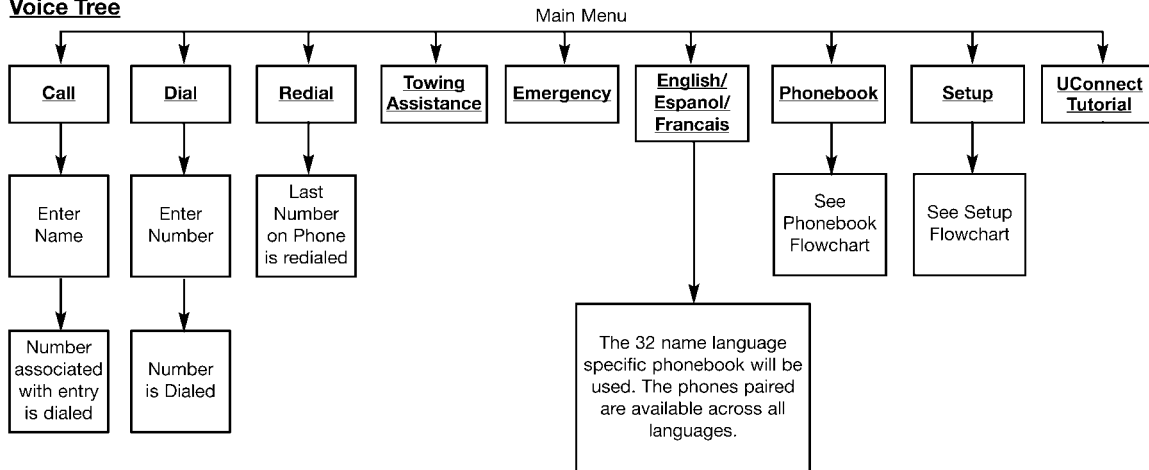 Voice Tree
Main Menu
Call
Dial
Redial
Towing
Assistance
Emergency
English/
Espanol/
Francais
Phonebook
Setup
UConnect
Tutorial
Enter
Name
Enter
Number
Last
Number
on Phone
is redialed
See
Phonebook
Flowchart
See Setup
Flowchart
Number
associated
with entry
is dialed
Number
is Dialed
The 32 name language
specific phonebook will be
used. The phones paired
are available across all
languages.